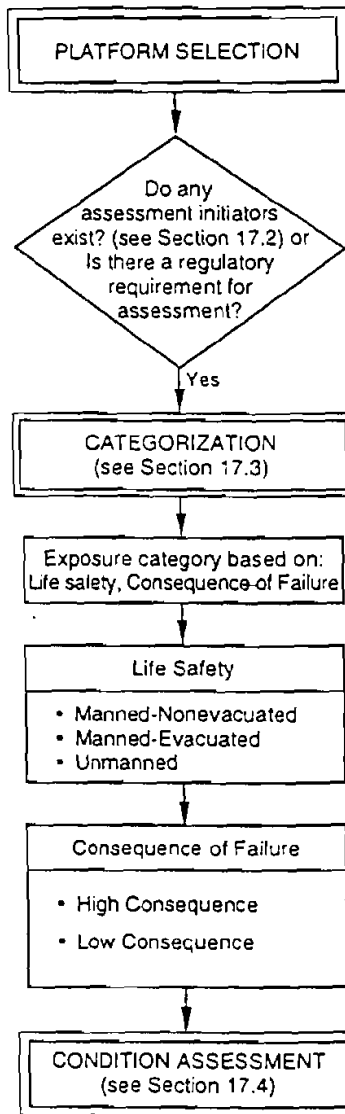 PLATFORM SELECTION
Do any
assessment initiators
exist? (see Section 17.2) or
Is there a regulatory
requirement for
assessment?
Yes
CATEGORIZATION
(see Section 17.3)
Exposure category based on:
Life safety, Consequence of Failure
Life Safety
• Manned-Nonevacuated
• Manned-Evacuated
• Unmanned
Consequence of Failure
• High Consequence
• Low Consequence
CONDITION ASSESSMENT
(see Section 17.4)